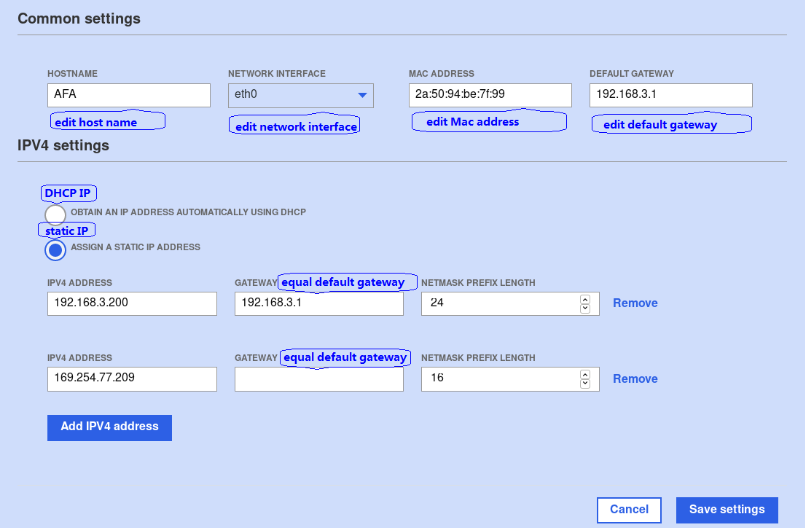 Common settings
HOSTNAME NETWORK INTERFACE MAC ADDRESS DEFAULT GATEWAY
AFA eth0 2a:50:94:be:7f:99 192.168.3.1
edit host name edit network interface edit Mac address edit default gateway
IPV4 settings
DHCP IP
OBTAIN AN IP ADDRESS AUTOMATICALLY USING DHCP
static IP
ASSIGN A STATIC IP ADDRESS
IPV4 ADDRESS GATEWAY equal default gateway NETMASK PREFIX LENGTH
192.168.3.200 192.168.3.1 24 Remove
IPV4 ADDRESS GATEWAY equal default gateway NETMASK PREFIX LENGTH
169.254.77.209 16 Remove
Add IPV4 address
Cancel Save settings